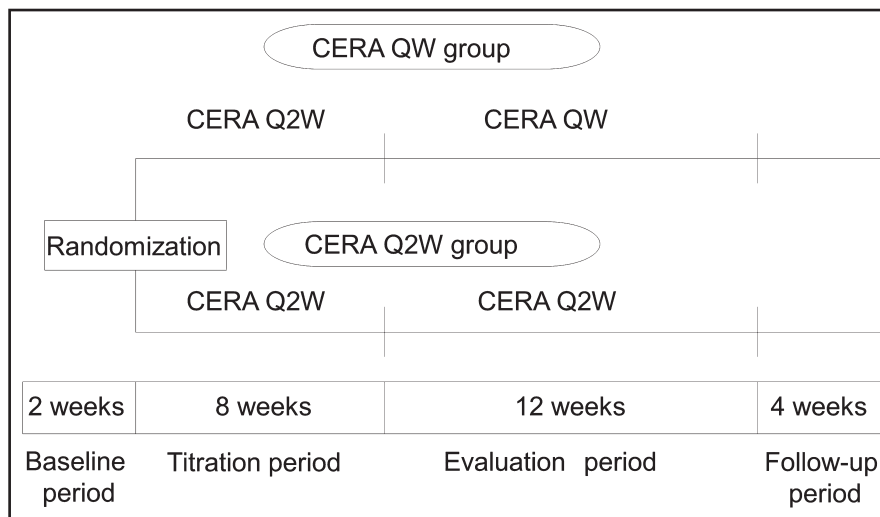 CERA QW group
CERA Q2W CERA QW
Randomization
CERA Q2W group
CERA Q2W CERA Q2W
2 weeks 8 weeks 12 weeks 4 weeks
Baseline period Titration period Evaluation period Follow-up period